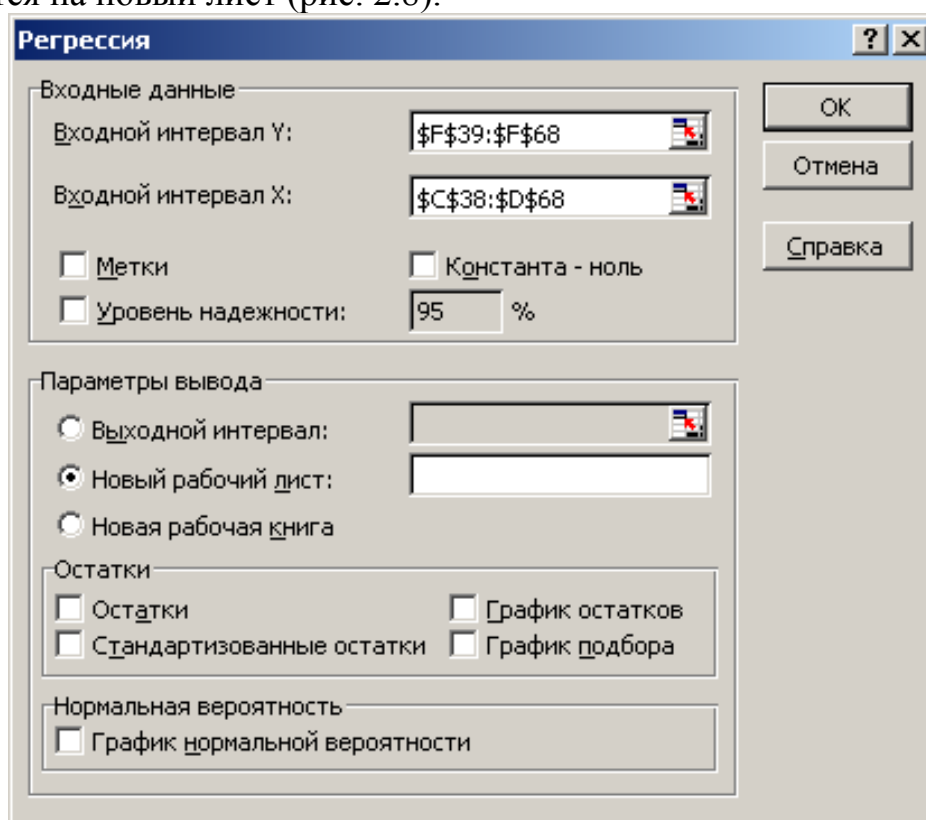 тся на новый лист (рис. 2.8).
Регрессия
Входные данные
Входной интервал Y: $F$39:$F$68
Входной интервал X: $C$38:$D$68
Метки Константа - ноль
Уровень надежности: 95 %
OK
Отмена
Справка
Параметры вывода
Выходной интервал:
Новый рабочий лист:
Новая рабочая книга
Остатки
Остатки График остатков
Стандартизованные остатки График подбора
Нормальная вероятность
График нормальной вероятности